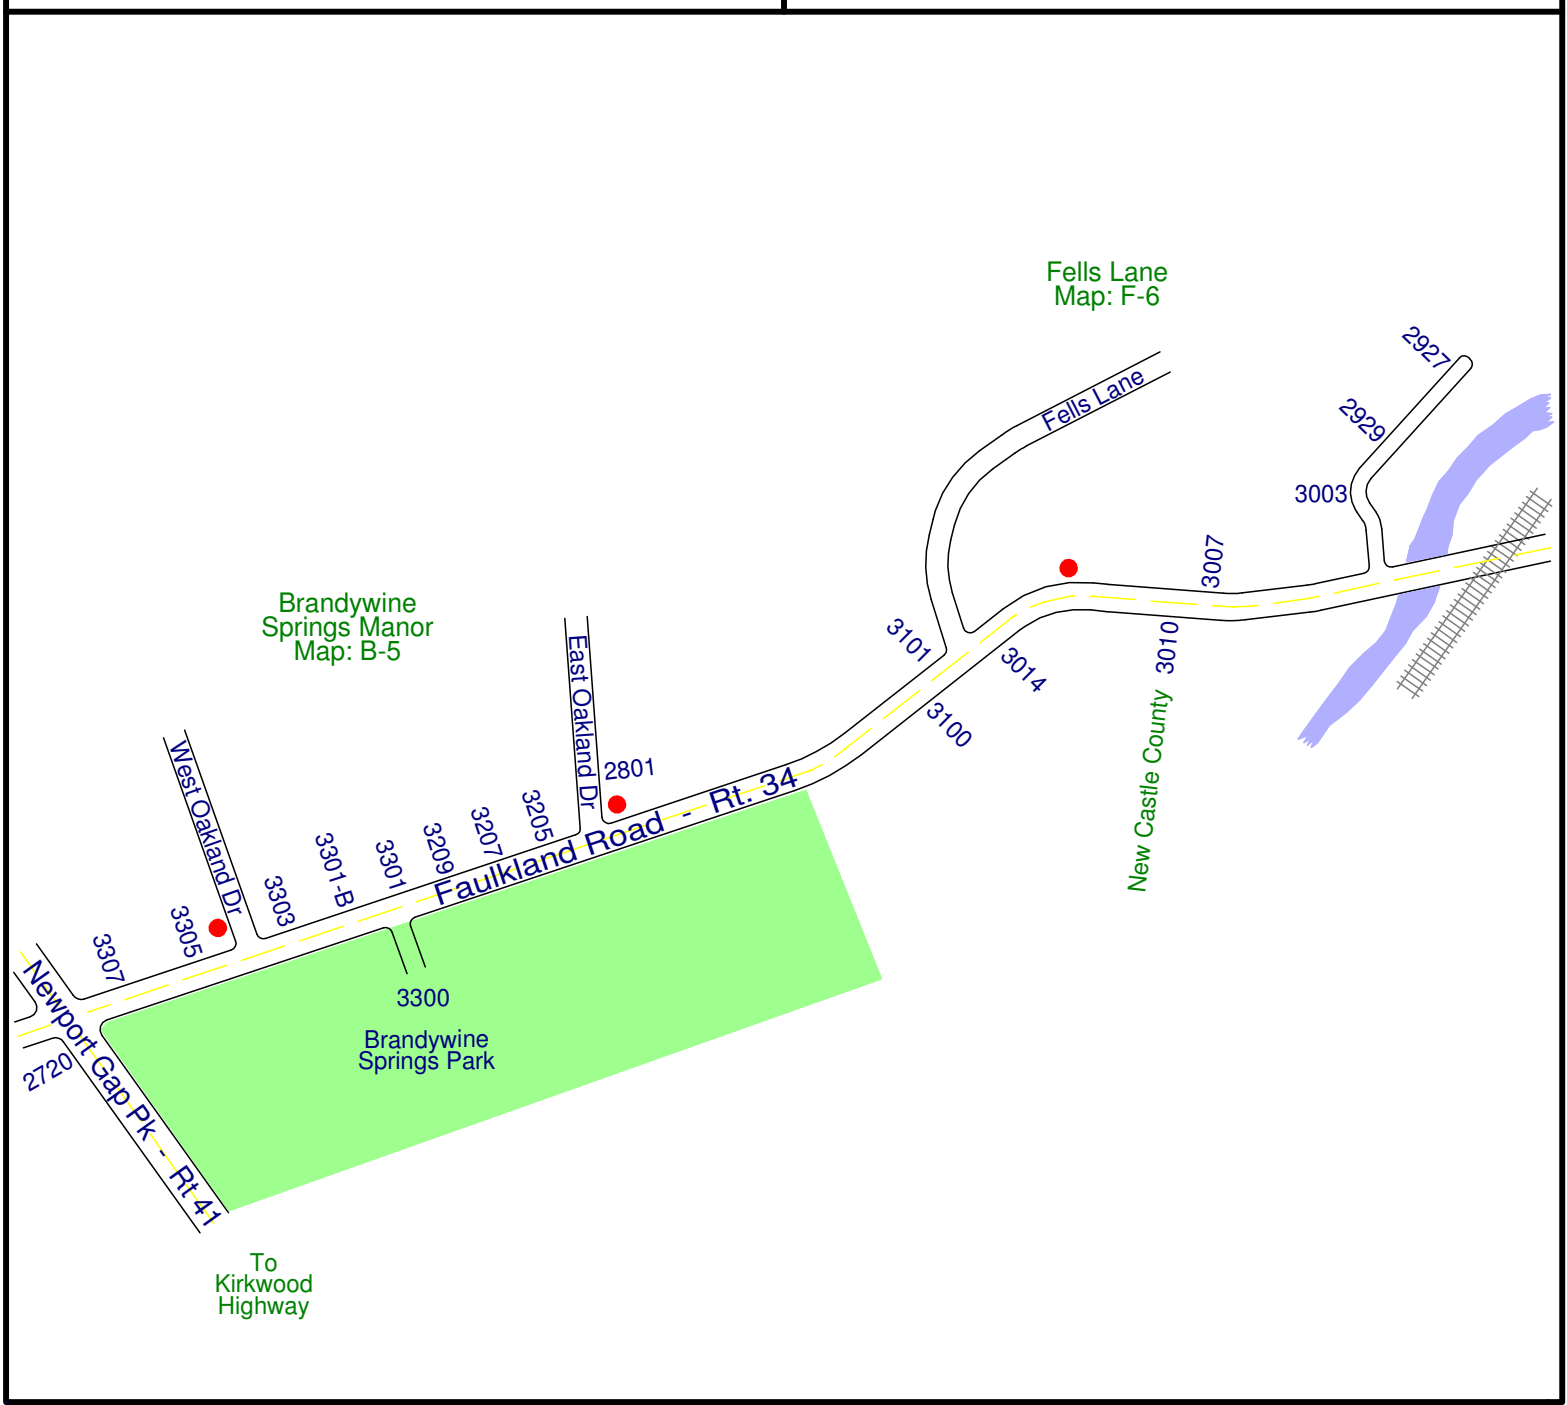 Fells Lane
Map: F-6
2927
Fells Lane
2929
3003
3007
Brandywine
Springs Manor
Map: B-5
East Oakland Dr
3101
3014
3010
3100
New Castle County
West Oakland Dr
2801
Faulkland Road - Rt. 34
3205
3207
3209
3301
3301-B
3303
3305
3307
Newport Gap Pk - Rt 41
3300
Brandywine
Springs Park
2720
To
Kirkwood
Highway